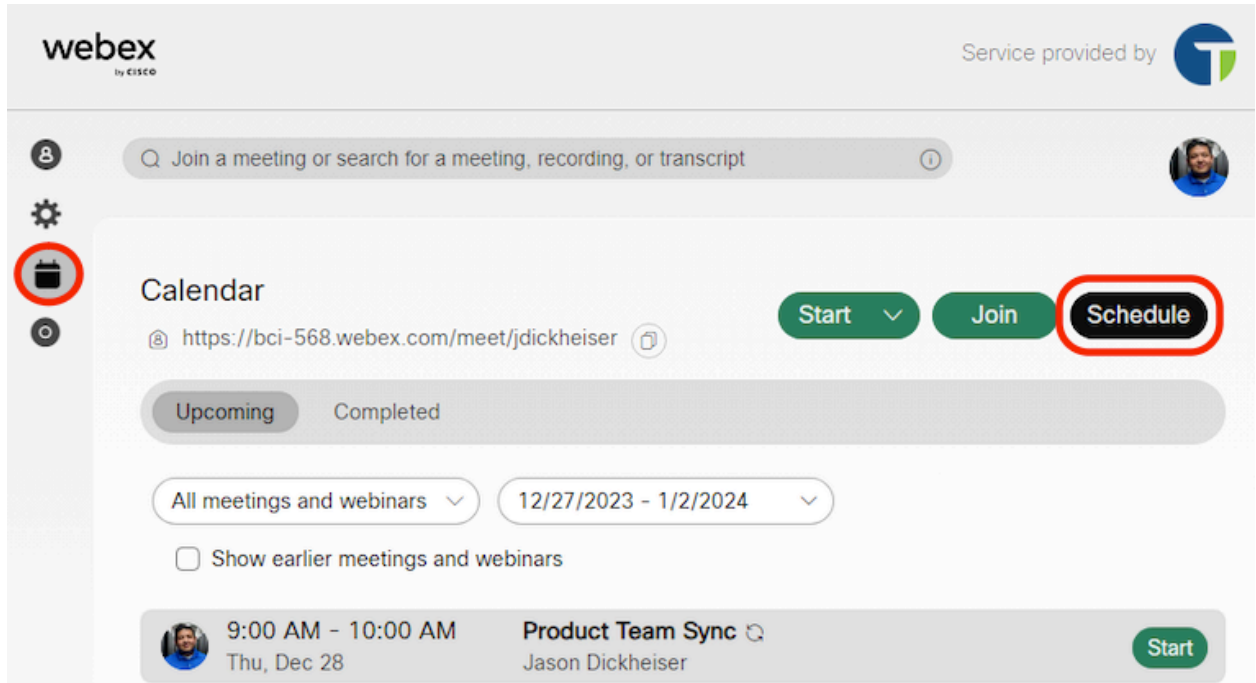 webex
by CISCO
Service provided by
Join a meeting or search for a meeting, recording, or transcript
Calendar
Start
Join
Schedule
https://bci-568.webex.com/meet/jdickheiser
Upcoming
Completed
All meetings and webinars
12/27/2023 - 1/2/2024
Show earlier meetings and webinars
9:00 AM - 10:00 AM
Product Team Sync
Thu, Dec 28
Jason Dickheiser
Start